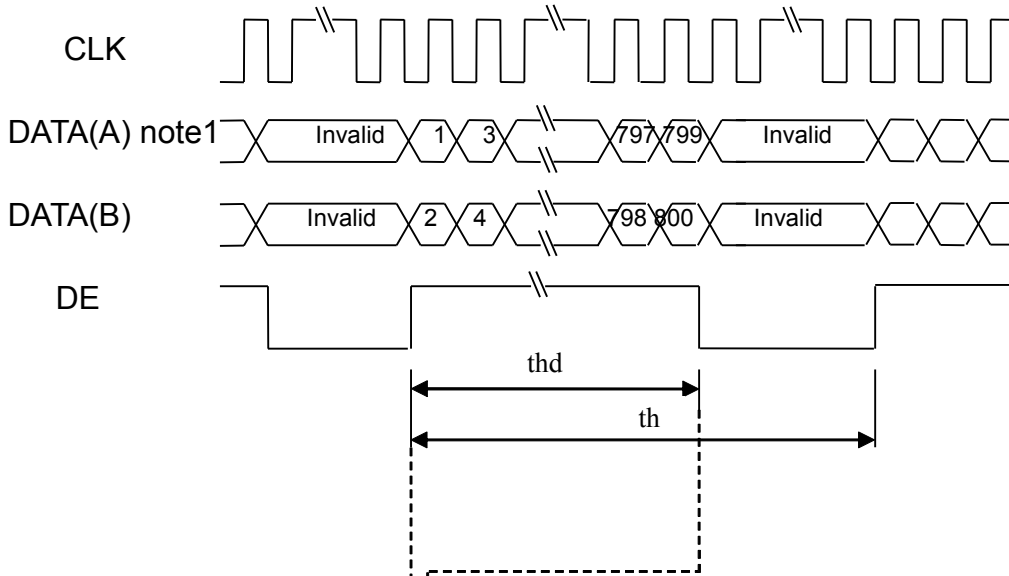 CLK
DATA(A) note1 Invalid 1 3 797 799 Invalid
DATA(B) Invalid 2 4 798 800 Invalid
DE
thd
th